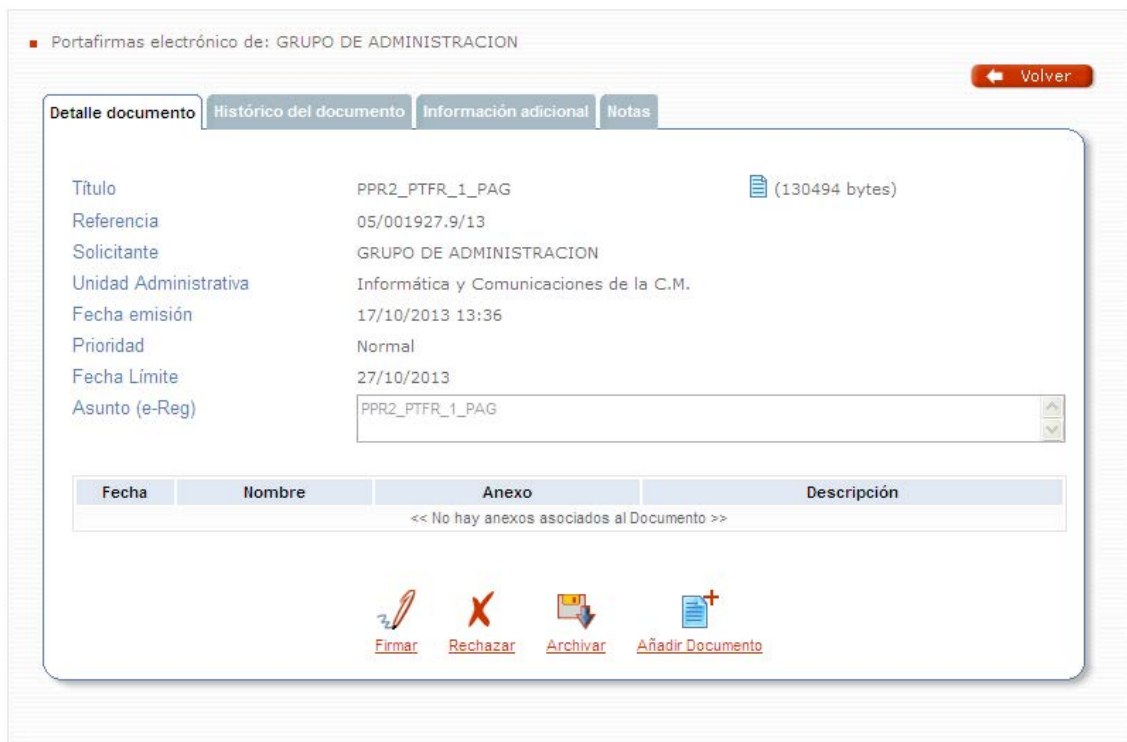 Portafirmas electrónico de: GRUPO DE ADMINISTRACION
Volver
Detalle documento Histórico del documento Información adicional Notas
Título PPR2_PTFR_1_PAG (130494 bytes)
Referencia 05/001927.9/13
Solicitante GRUPO DE ADMINISTRACION
Unidad Administrativa Informática y Comunicaciones de la C.M.
Fecha emisión 17/10/2013 13:36
Prioridad Normal
Fecha Límite 27/10/2013
Asunto (e-Reg) PPR2_PTFR_1_PAG
Fecha Nombre Anexo Descripción
<< No hay anexos asociados al Documento >>
Firmar Rechazar Archivar Añadir Documento